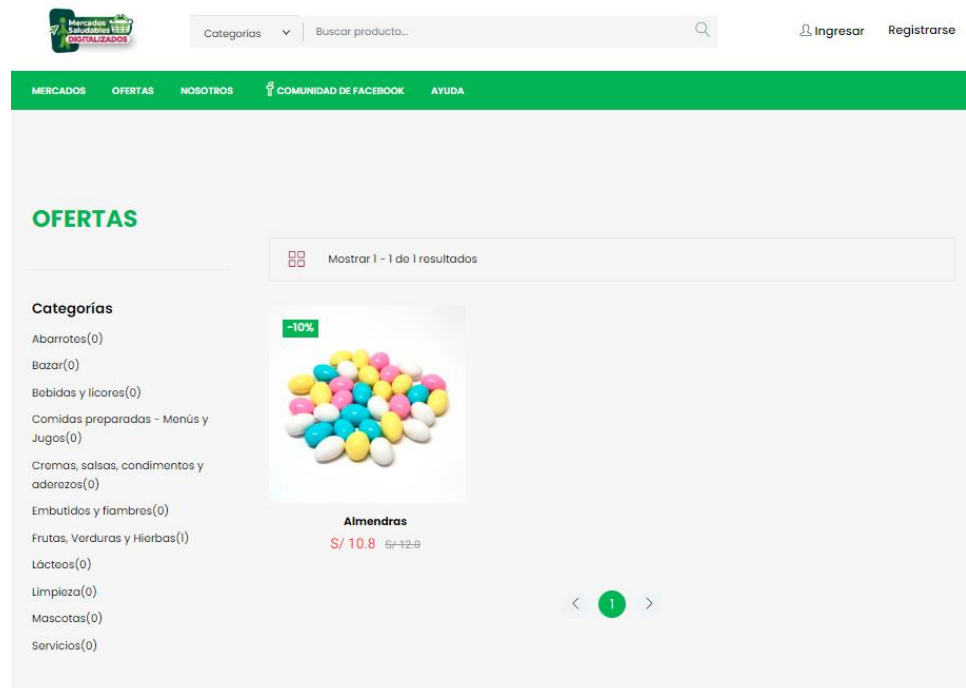 Mercados
Saludables
DIGITALIZADOS
Categorías
Buscar producto...
Ingresar
Registrarse
MERCADOS
OFERTAS
NOSOTROS
COMUNIDAD DE FACEBOOK
AYUDA
OFERTAS
Mostrar 1 - 1 de 1 resultados
Categorías
Abarrotes(0)
Bazar(0)
Bebidas y licores(0)
Comidas preparadas - Menús y
Jugos(0)
Cremas, salsas, condimentos y
aderezos(0)
Embutidos y fiambres(0)
Frutas, Verduras y Hierbas(1)
Lácteos(0)
Limpieza(0)
Mascotas(0)
Servicios(0)
-10%
Almendras
S/ 10.8 S/ 12.0
1